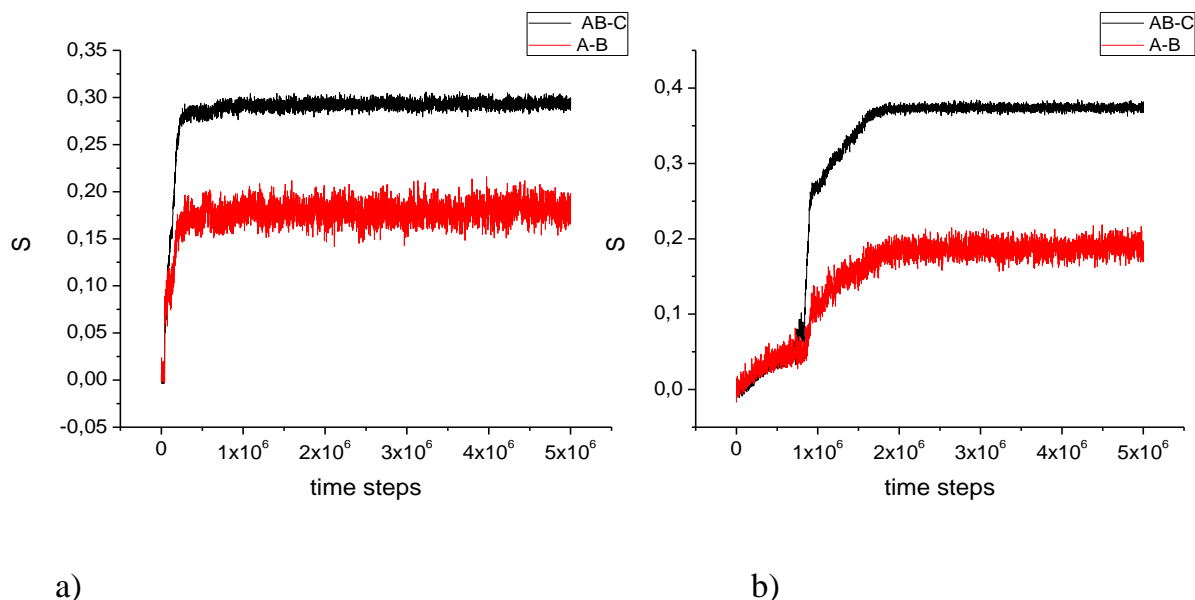 AB-C
A-B
0,35
0,30
0,25
0,20
0,15
0,10
0,05
0,00
-0,05
S
0
1x10⁶
2x10⁶
3x10⁶
4x10⁶
5x10⁶
time steps
a)
AB-C
A-B
0.4
0,3
0,2
0,1
0,0
S
0
1x10⁶
2x10⁶
3x10⁶
4x10⁶
5x10⁶
time steps
b)